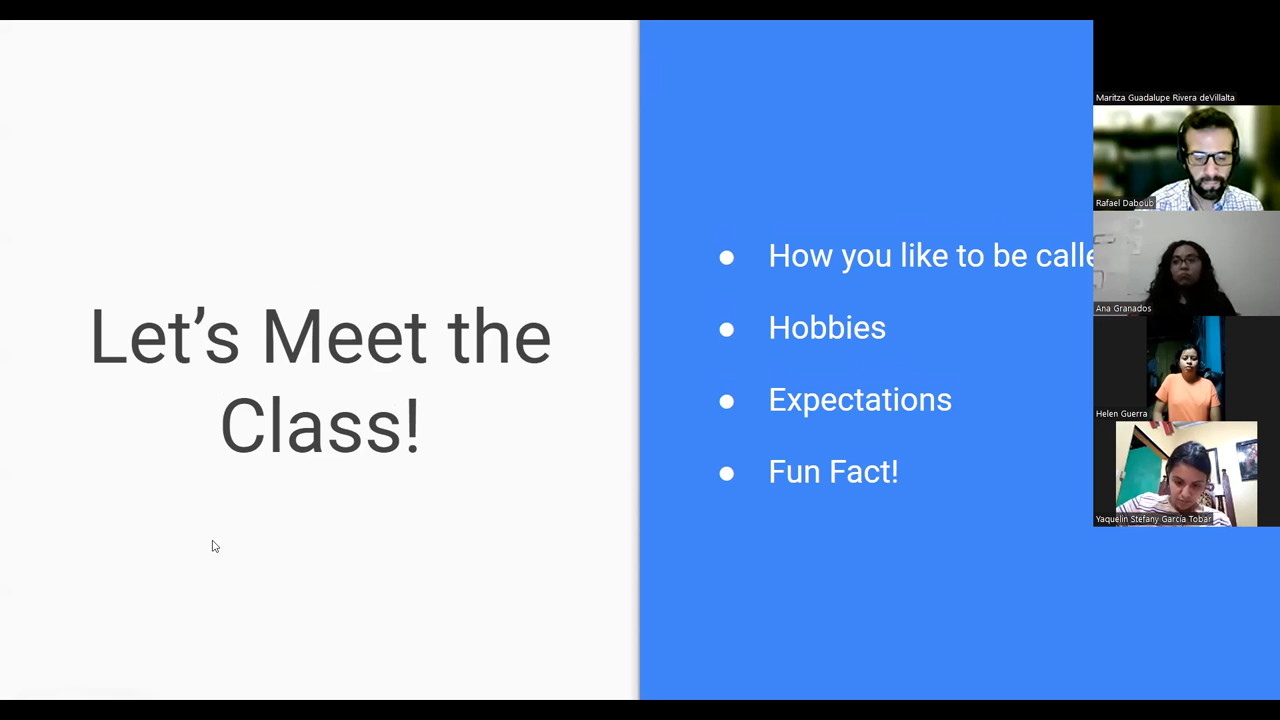 Let's Meet the
Class!
How you like to be calle
Hobbies
Expectations
Fun Fact!
Maritza Guadalupe Rivera deVillalta
Rafael Daboub
Ana Granados
Helen Guerra
Yaquelin Stefany García Tobar